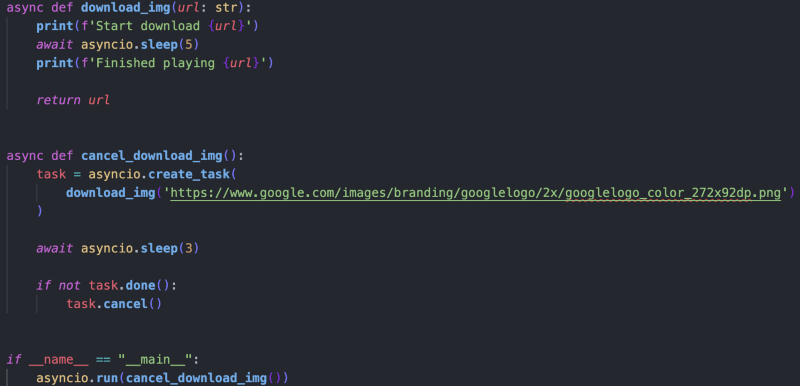 async def download_img(url: str):
    print(f'Start download {url}')
    await asyncio.sleep(5)
    print(f'Finished playing {url}')
    return url
async def cancel_download_img():
    task = asyncio.create_task(
        download_img('https://www.google.com/images/branding/googlelogo/2x/googlelogo_color_272x92dp.png')
    )
    await asyncio.sleep(3)
    if not task.done():
        task.cancel()
if __name__ == "__main__":
    asyncio.run(cancel_download_img())